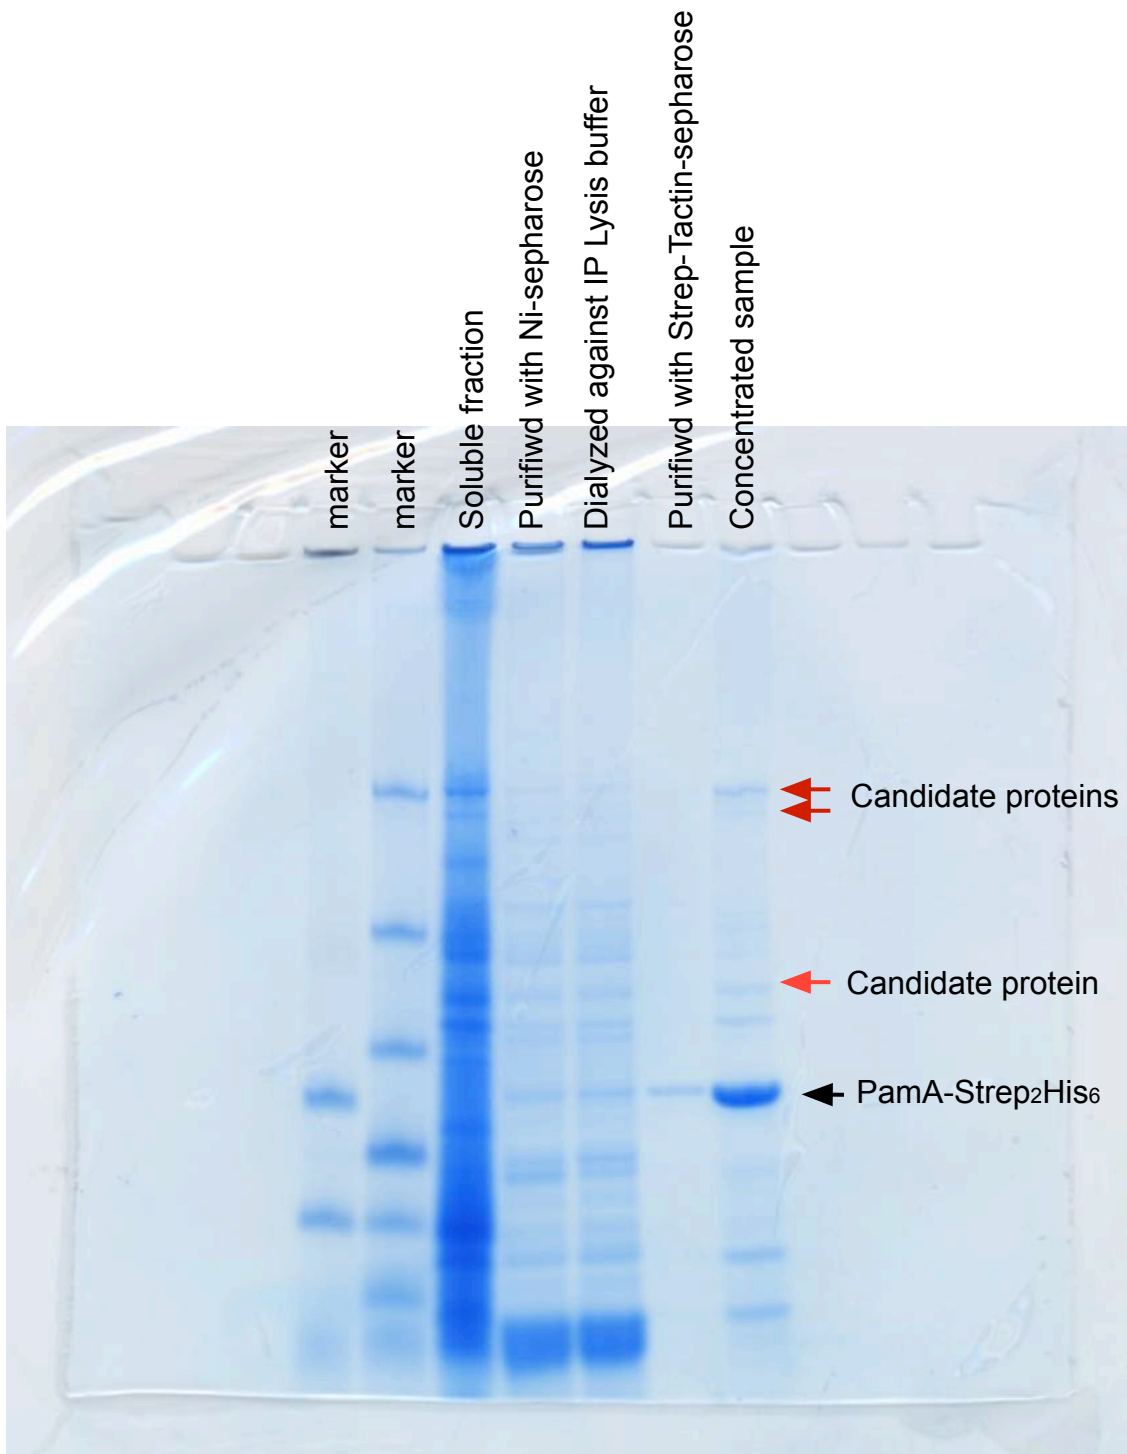 marker
marker
Soluble fraction
Purifiwd with Ni-sepharose
Dialyzed against IP Lysis buffer
Purifiwd with Strep-Tactin-sepharose
Concentrated sample
Candidate proteins
Candidate protein
PamA-Strep2His6